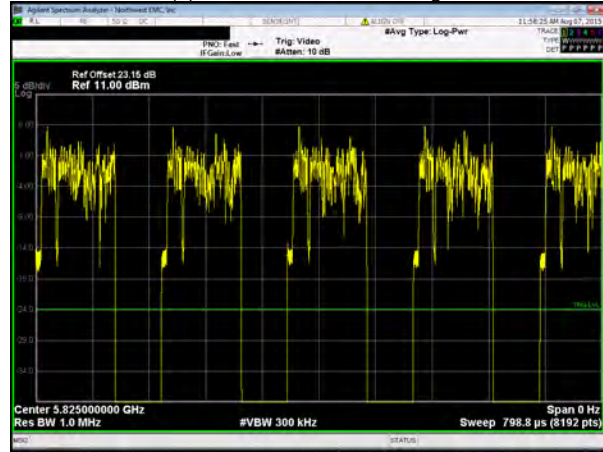 Agilent Spectrum Analyzer - Northwest EMC, Inc
RL RF 50 Ω DC SENSE:INT ALIGN OFF 11:58:25 AM Aug 07, 2015
#Avg Type: Log-Pwr
TRACE 1 2 3 4 5 6
PNO: Fast Trig: Video
TYPE
IFGain:Low #Atten: 10 dB
DET P P P P P P
Ref Offset 23.15 dB
5 dB/div Ref 11.00 dBm
Log
6.00
1.00
-4.00
-9.00
-14.0
-19.0
-24.0
TRIG LVL
-29.0
-34.0
Center 5.825000000 GHz Span 0 Hz
Res BW 1.0 MHz #VBW 300 kHz Sweep 798.8 µs (8192 pts)
MSG STATUS